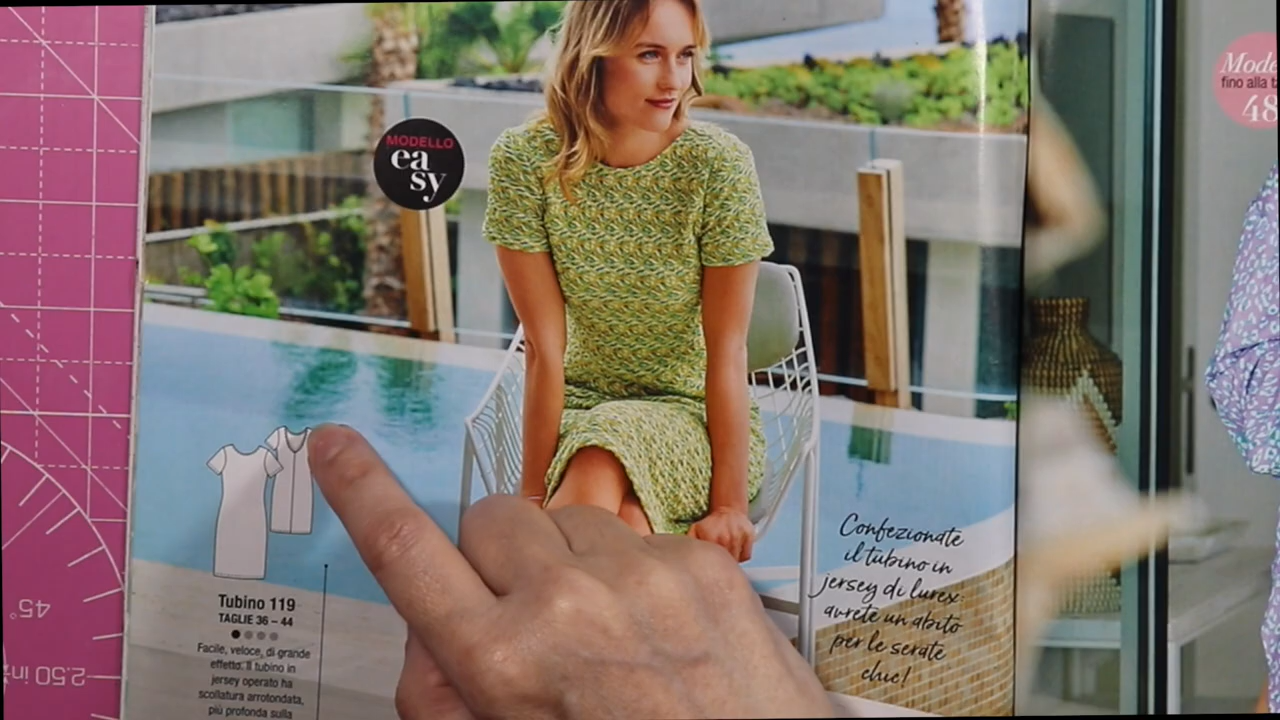 MODELLO
ea
sy
fino alla
48
Tubino 119
TAGLIE 36 – 44
Facile, veloce, di grande
effetto. Il tubino in
jersey operato ha
scollatura arrotondata,
più profonda sulla
Confezionate
il tubino in
jersey di lurex:
avrete un abito
per le serate
chic!
45°
2.50 in